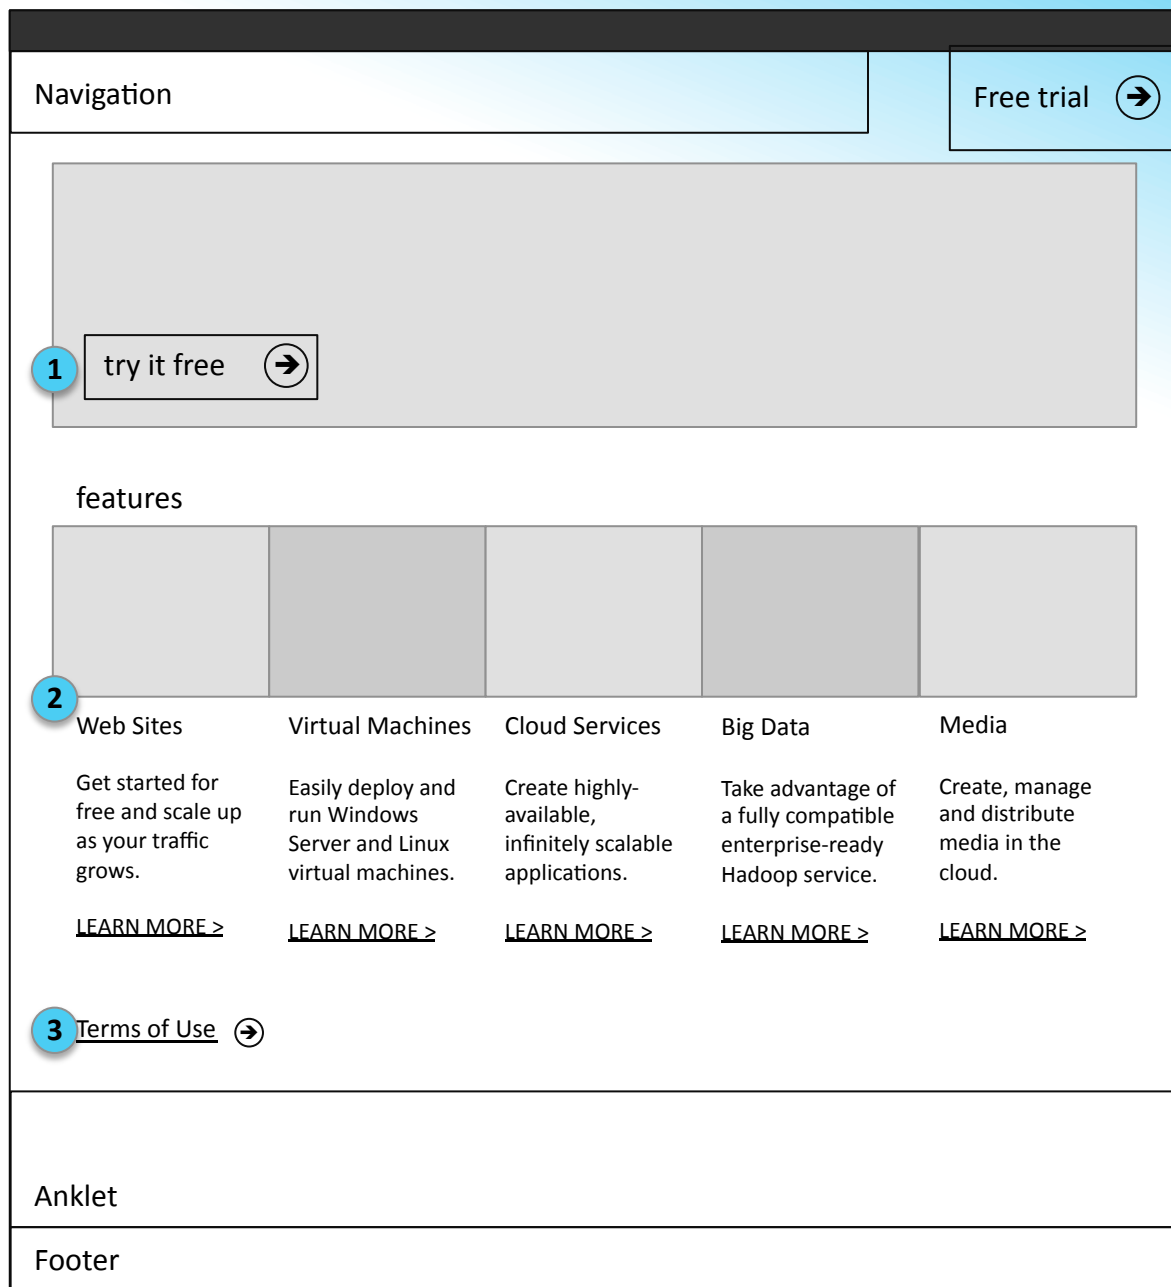 Navigation
Free trial
1
try it free
features
2
Web Sites
Get started for
free and scale up
as your traffic
grows.
LEARN MORE >
Virtual Machines
Easily deploy and
run Windows
Server and Linux
virtual machines.
LEARN MORE >
Cloud Services
Create highly-
available,
infinitely scalable
applications.
LEARN MORE >
Big Data
Take advantage of
a fully compatible
enterprise-ready
Hadoop service.
LEARN MORE >
Media
Create, manage
and distribute
media in the
cloud.
LEARN MORE >
3
Terms of Use
Anklet
Footer